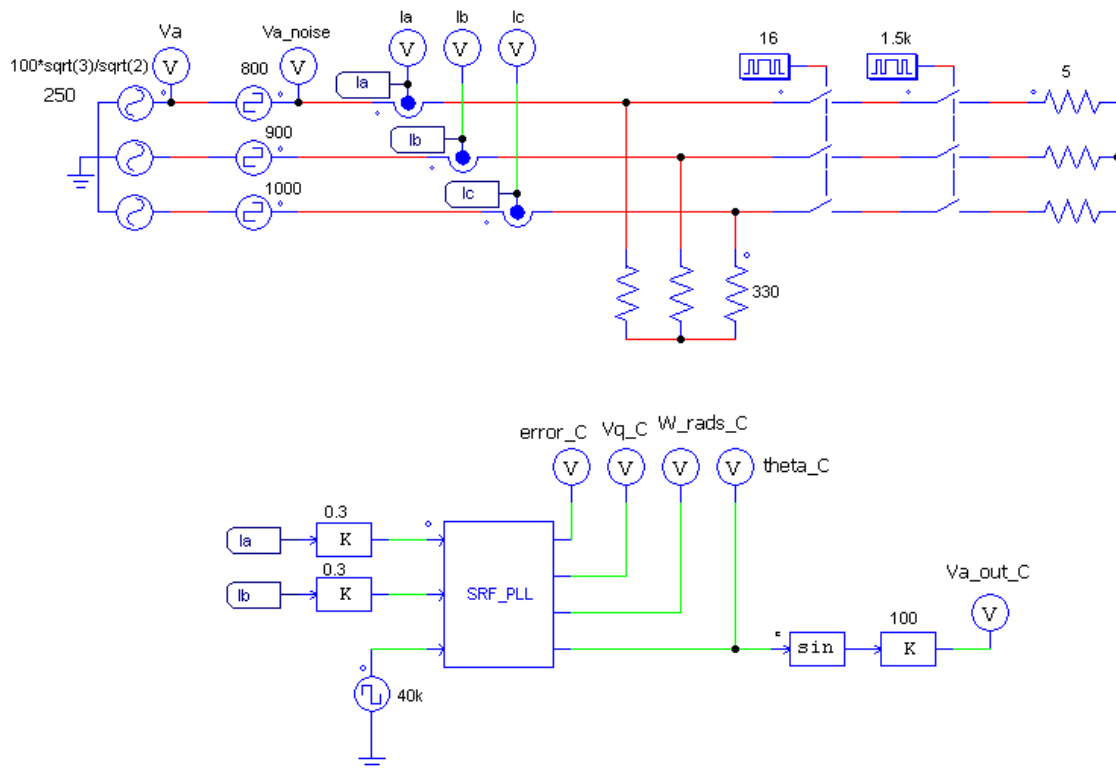 Va
Va_noise
Ia
Ib
Ic
V
V
V
V
V
100*sqrt(3)/sqrt(2)
250
800
900
1000
Ia
Ib
Ic
16
1.5k
5
330
error_C
Vq_C
W_rads_C
theta_C
V
V
V
V
Ia
0.3
K
Ib
0.3
K
SRF_PLL
40k
sin
100
K
Va_out_C
V